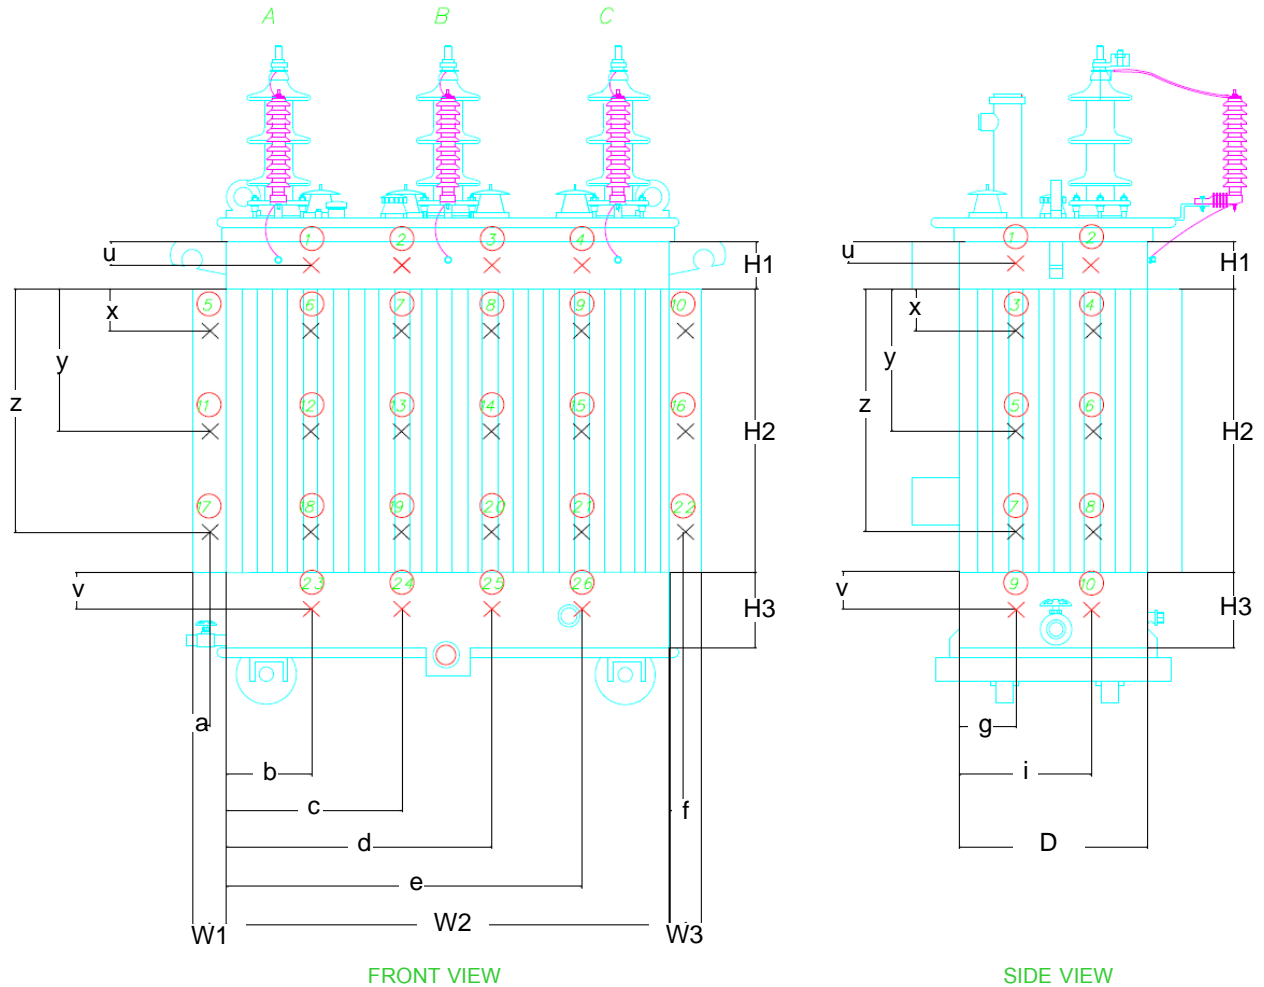 A B C
1 2 3 4
u H1
5 6 7 8 9 10
x
y
z
11 12 13 14 15 16
H2
17 18 19 20 21 22
23 24 25 26
v H3
a
b
c f
d
e
W1 W2 W3
FRONT VIEW
1 2
u H1
3 4
x
y
z
5 6
H2
7 8
9 10
v H3
g
i
D
SIDE VIEW